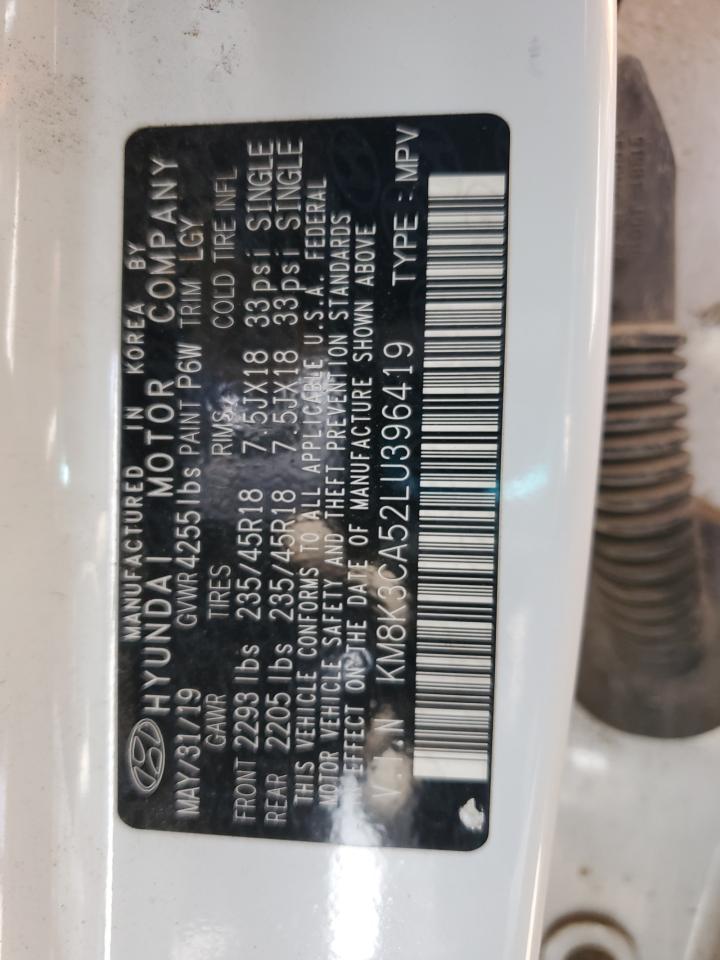 MANUFACTURED IN KOREA BY
HYUNDAI MOTOR COMPANY
MAY/31/19 GVWR 4255lbs PAINT P6W TRIM LGY
GAWR TIRES RIMS COLD TIRE INFL
FRONT 2293 lbs 235/45R18 7.5JX18 33psi SINGLE
REAR 2205 lbs 235/45R18 7.5JX18 33psi SINGLE
THIS VEHICLE CONFORMS TO ALL APPLICABLE U.S.A. FEDERAL
MOTOR VEHICLE SAFETY AND THEFT PREVENTION STANDARDS
IN EFFECT ON THE DATE OF MANUFACTURE SHOWN ABOVE
V.I.N KM8K3CA52LU396419 TYPE : MPV